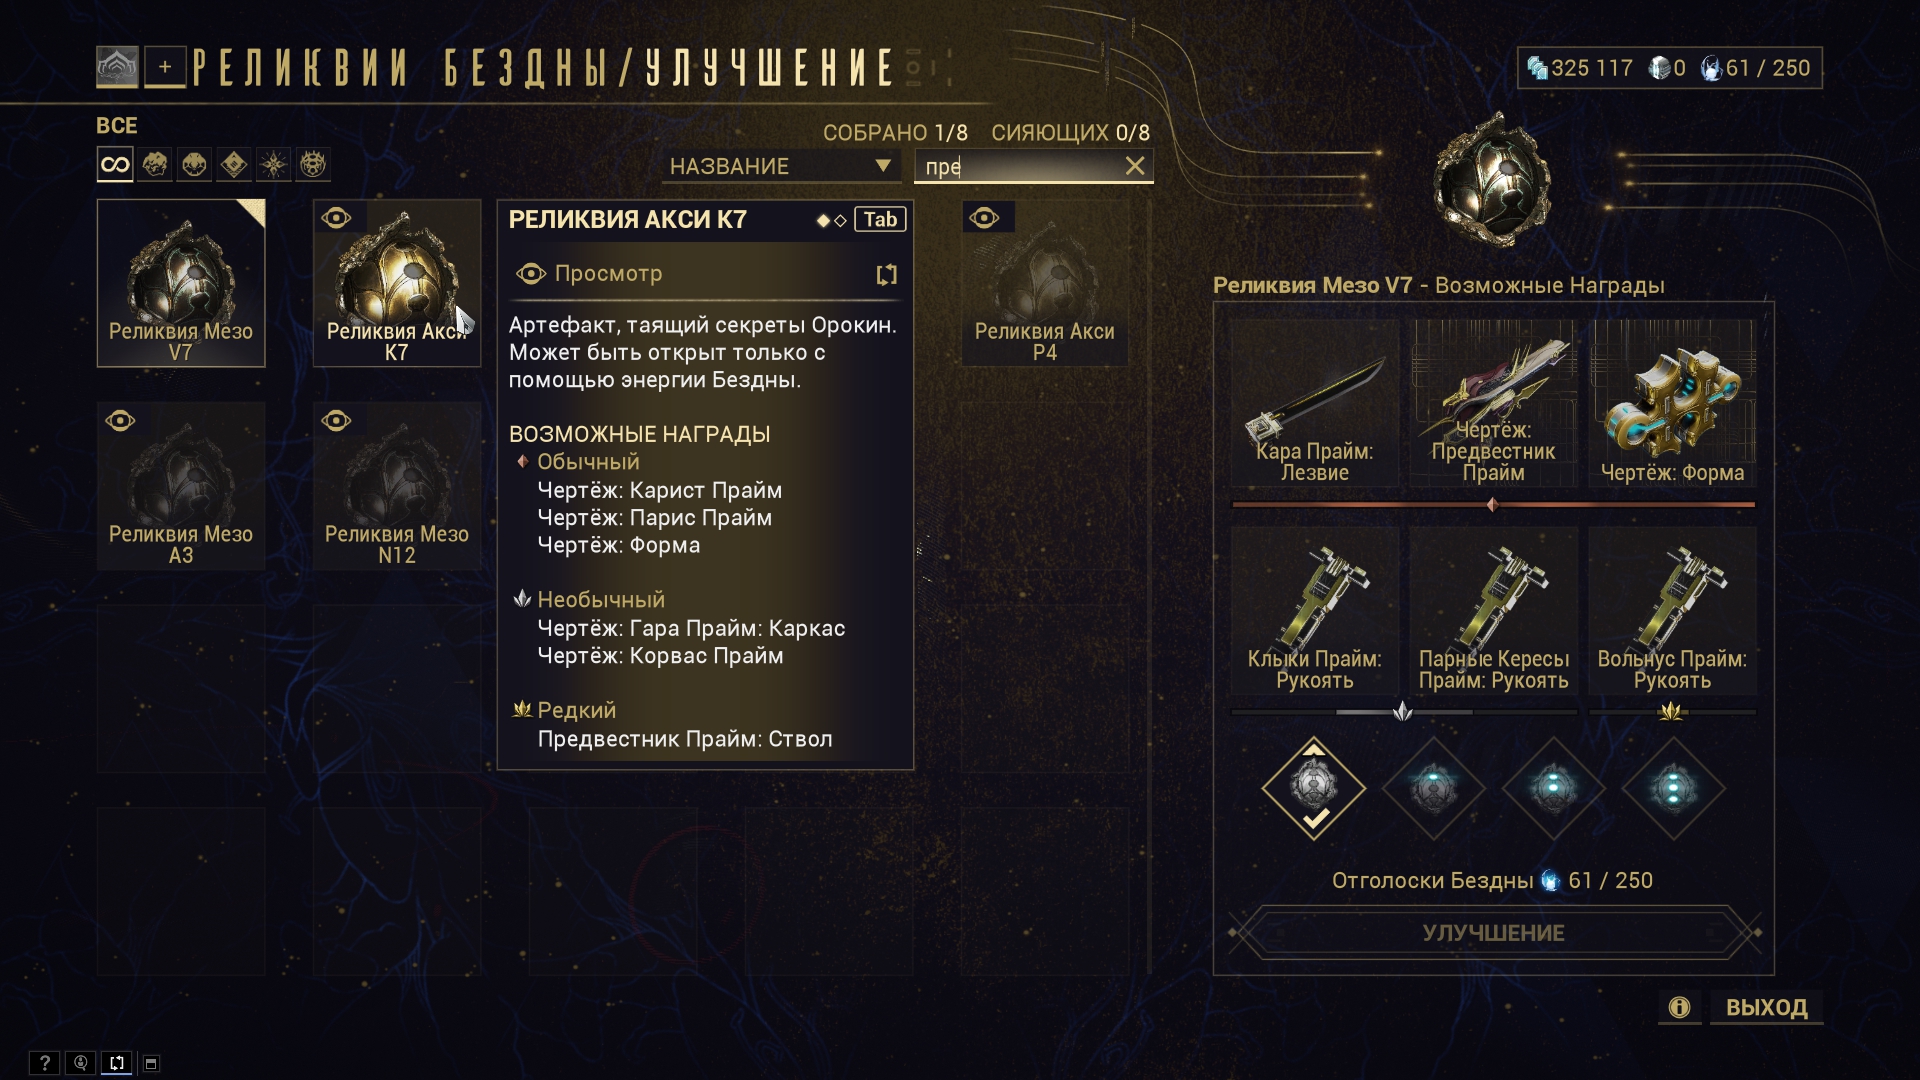 РЕЛИКВИИ БЕЗДНЫ/УЛУЧШЕНИЕ
325 117 0 61 / 250
ВСЕ
СОБРАНО 1/8 СИЯЮЩИХ 0/8
НАЗВАНИЕ
пре
Реликвия Мезо
V7
Реликвия Акси
K7
Реликвия Акси
P4
Реликвия Мезо
A3
Реликвия Мезо
N12
РЕЛИКВИЯ АКСИ K7
Tab
Просмотр
Артефакт, таящий секреты Орокин.
Может быть открыт только с
помощью энергии Бездны.
ВОЗМОЖНЫЕ НАГРАДЫ
Обычный
Чертёж: Карист Прайм
Чертёж: Парис Прайм
Чертёж: Форма
Необычный
Чертёж: Гара Прайм: Каркас
Чертёж: Корвас Прайм
Редкий
Предвестник Прайм: Ствол
Реликвия Мезо V7 - Возможные Награды
Кара Прайм:
Лезвие
Чертёж:
Предвестник
Прайм
Чертёж: Форма
Клыки Прайм:
Рукоять
Парные Кересы
Прайм: Рукоять
Вольнус Прайм:
Рукоять
Отголоски Бездны 61 / 250
УЛУЧШЕНИЕ
ВЫХОД